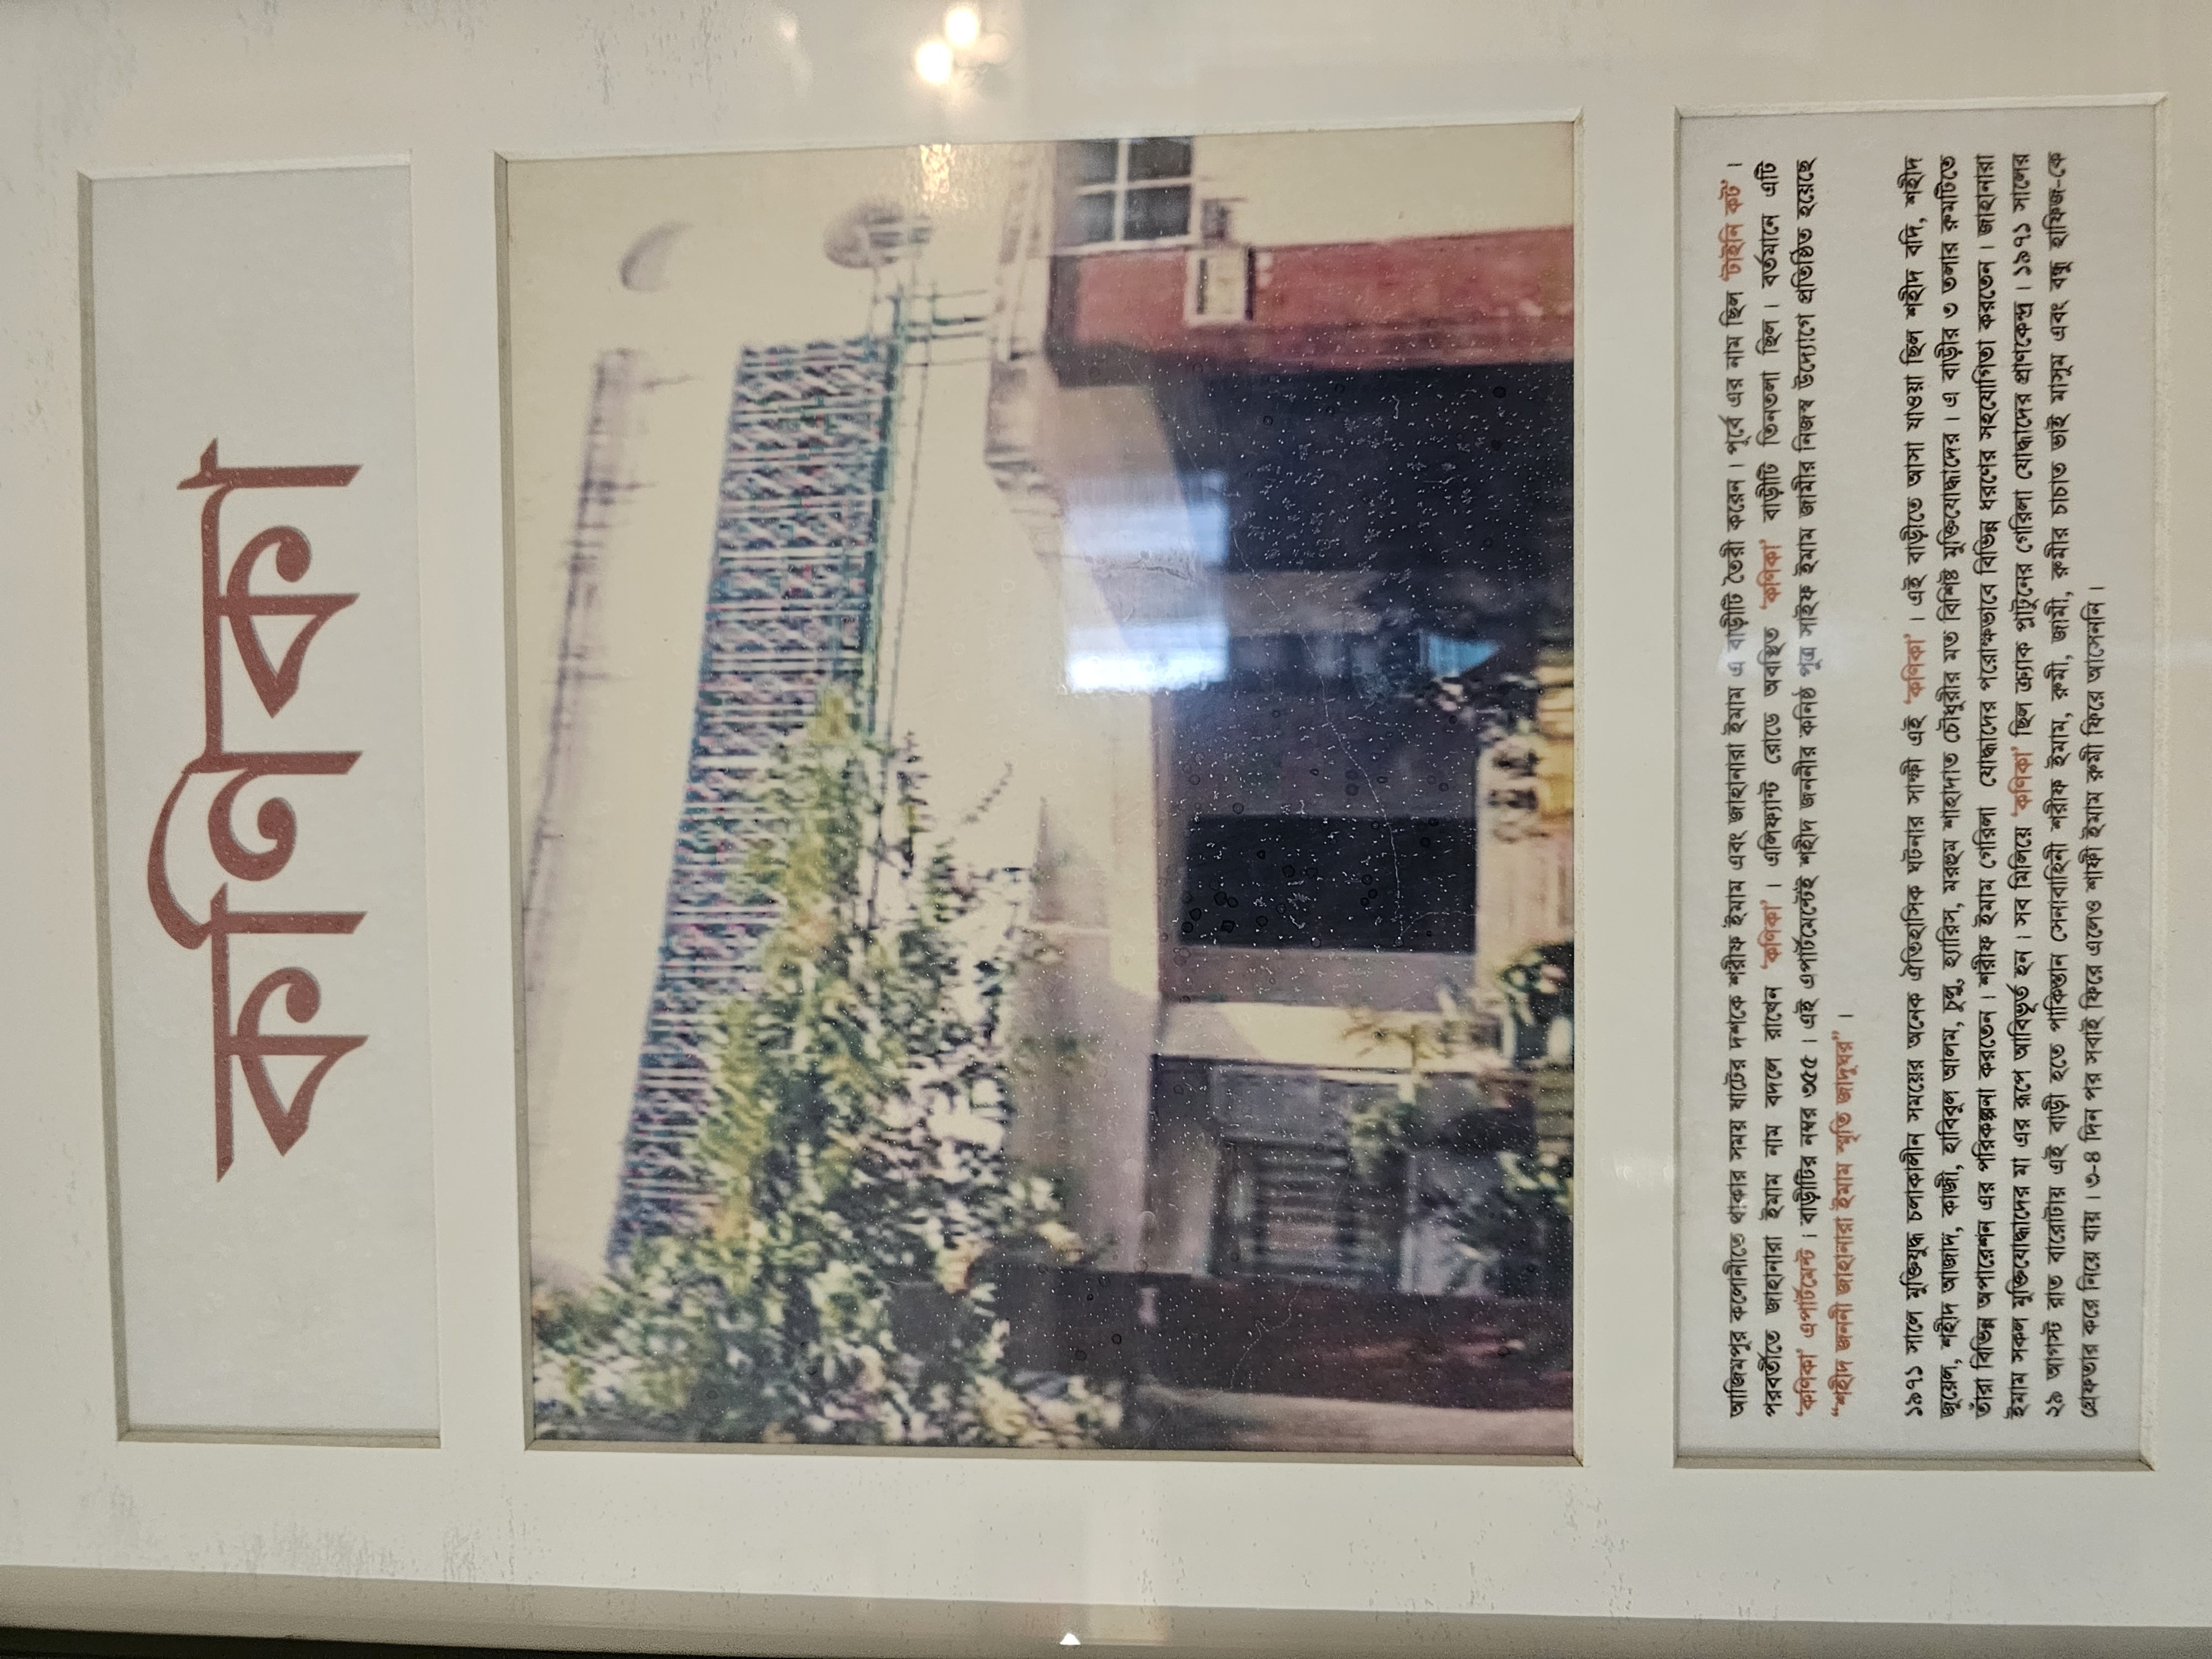 কণিকা
আজিমপুর কলোনীতে থাকার সময় ষাটের দশকে শরীফ ইমাম এবং জাহানারা ইমাম এ বাড়ীটি তৈরী করেন। পূর্বে এর নাম ছিল ‘টাইনি কট’।
পরবর্তীতে জাহানারা ইমাম নাম বদলে রাখেন ‘কণিকা’। এলিফ্যান্ট রোডে অবস্থিত ‘কণিকা’ বাড়ীটি তিনতলা ছিল। বর্তমানে এটি
‘কণিকা’ এপার্টমেন্ট। বাড়ীটির নম্বর ৩৫৫। এই এপার্টমেন্টেই শহীদ জননীর কনিষ্ঠ পুত্র সাইফ ইমাম জামীর নিজস্ব উদ্যোগে প্রতিষ্ঠিত হয়েছে
“শহীদ জননী জাহানারা ইমাম স্মৃতি জাদুঘর”।
১৯৭১ সালে মুক্তিযুদ্ধ চলাকালীন সময়ের অনেক ঐতিহাসিক ঘটনার সাক্ষী এই ‘কণিকা’। এই বাড়ীতে আসা যাওয়া ছিল শহীদ বদি, শহীদ
জুয়েল, শহীদ আজাদ, কাজী, হাবিবুল আলম, চুলু, হ্যারিস, মরহুম শাহাদাত চৌধুরীর মত বিশিষ্ট মুক্তিযোদ্ধাদের। এ বাড়ীর ৩ তলার রুমটিতে
তাঁরা বিভিন্ন অপারেশন এর পরিকল্পনা করতেন। শরীফ ইমাম গেরিলা যোদ্ধাদের পরোক্ষভাবে বিভিন্ন ধরণের সহযোগিতা করতেন। জাহানারা
ইমাম সকল মুক্তিযোদ্ধাদের মা এর রূপে আবির্ভূত হন। সব মিলিয়ে ‘কণিকা’ ছিল ক্র্যাক প্লাটুনের গেরিলা যোদ্ধাদের প্রাণকেন্দ্র। ১৯৭১ সালের
২৯ আগস্ট রাত বারোটায় এই বাড়ী হতে পাকিস্তান সেনাবাহিনী শরীফ ইমাম, রুমী, জামী, রুমীর চাচাত ভাই মাসুম এবং বন্ধু হাফিজ-কে
গ্রেফতার করে নিয়ে যায়। ৩-৪ দিন পর সবাই ফিরে এলেও শাফী ইমাম রুমী ফিরে আসেননি।